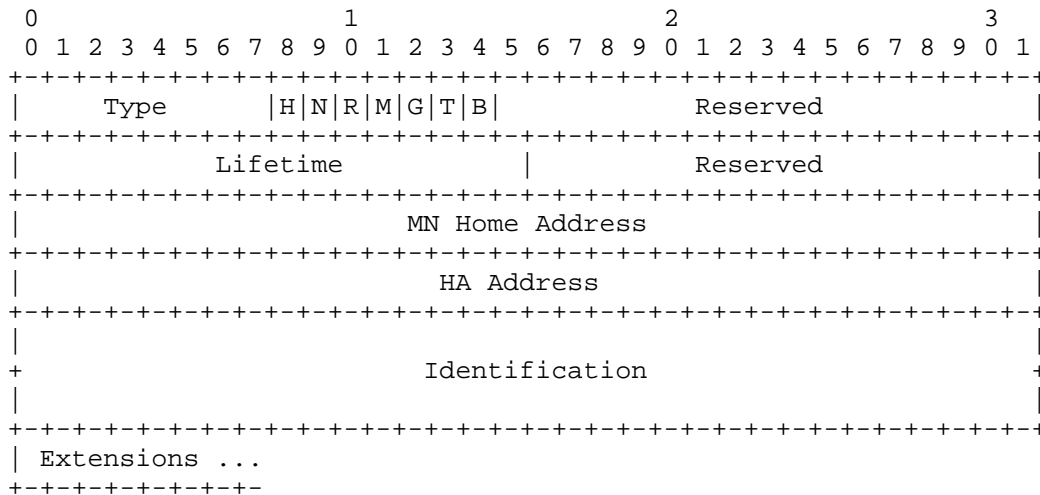 0                   1                   2                   3
 0 1 2 3 4 5 6 7 8 9 0 1 2 3 4 5 6 7 8 9 0 1 2 3 4 5 6 7 8 9 0 1
+-+-+-+-+-+-+-+-+-+-+-+-+-+-+-+-+-+-+-+-+-+-+-+-+-+-+-+-+-+-+-+-+
|     Type      |H|N|R|M|G|T|B|            Reserved             |
+-+-+-+-+-+-+-+-+-+-+-+-+-+-+-+-+-+-+-+-+-+-+-+-+-+-+-+-+-+-+-+-+
|            Lifetime           |          Reserved             |
+-+-+-+-+-+-+-+-+-+-+-+-+-+-+-+-+-+-+-+-+-+-+-+-+-+-+-+-+-+-+-+-+
|                        MN Home Address                        |
+-+-+-+-+-+-+-+-+-+-+-+-+-+-+-+-+-+-+-+-+-+-+-+-+-+-+-+-+-+-+-+-+
|                          HA Address                           |
+-+-+-+-+-+-+-+-+-+-+-+-+-+-+-+-+-+-+-+-+-+-+-+-+-+-+-+-+-+-+-+-+
|                                                               |
+                         Identification                        +
|                                                               |
+-+-+-+-+-+-+-+-+-+-+-+-+-+-+-+-+-+-+-+-+-+-+-+-+-+-+-+-+-+-+-+-+
| Extensions ...
+-+-+-+-+-+-+-+-